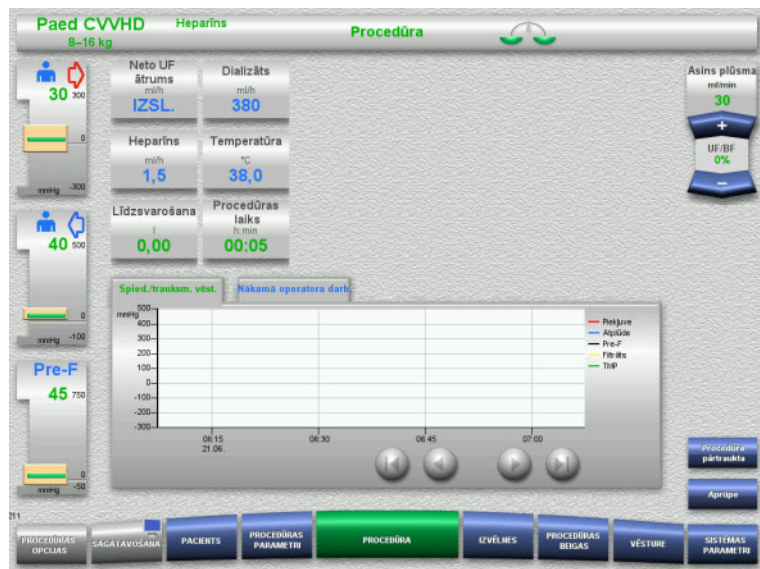 Paed CVVHD Heparīns
8–16 kg
Procedūra
30 300
0
mmHg -300
40 500
0
mmHg -100
Pre-F
45 750
0
mmHg -50
Neto UF ātrums
ml/h
IZSL.
Dializāts
ml/h
380
Heparīns
ml/h
1,5
Temperatūra
°C
38,0
Līdzsvarošana
l
0,00
Procedūras laiks
h:min
00:05
Asins plūsma
ml/min
30
+
UF/BF
0%
−
Spied./trauksm. vēst. Nākamā operatora darb
mmHg
500
400
300
200
100
0
-100
-200
-300
06:15 06:30 06:45 07:00
21.06.
Piekļuve
Atplūde
Pre-F
Filtrāts
TMP
Procedūra pārtraukta
Aprūpe
211
PROCEDŪRAS OPCIJAS
SAGATAVOŠANA
PACIENTS
PROCEDŪRAS PARAMETRI
PROCEDŪRA
IZVĒLNES
PROCEDŪRAS BEIGAS
VĒSTURE
SISTĒMAS PARAMETRI